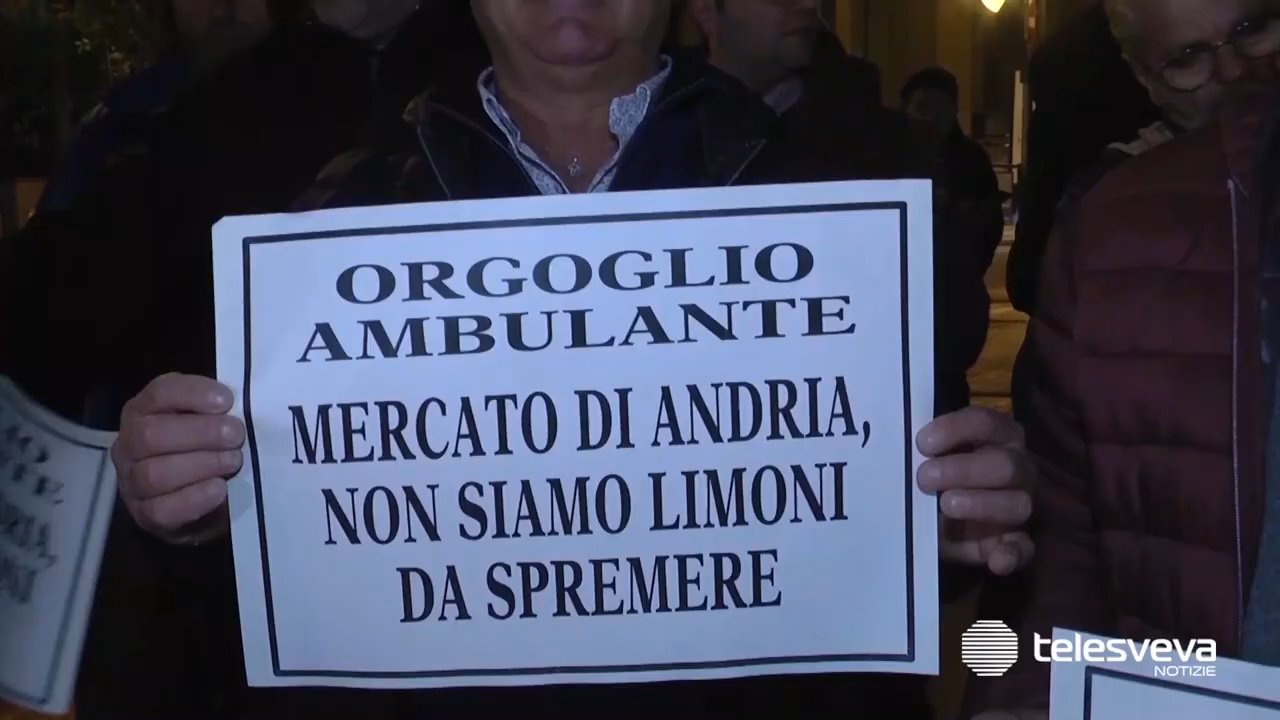 ORGOGLIO
AMBULANTE
MERCATO DI ANDRIA,
NON SIAMO LIMONI
DA SPREMERE
telesveva
NOTIZIE